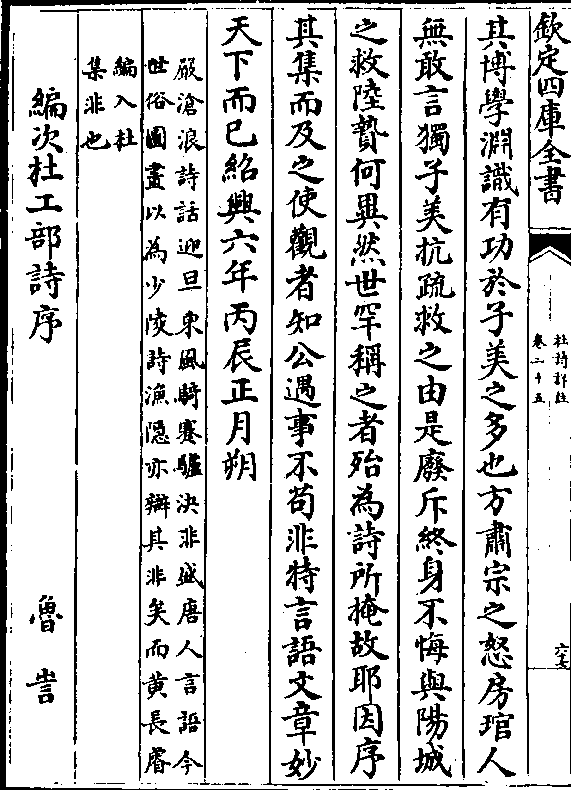 欽定四庫全書
杜詩詳註
卷二十五
六十七
其博學淵識有功於子美之多也方肅宗之怒房琯人
無敢言獨子美抗疏救之由是廢斥終身不悔與陽城
之救陸贄何異然世罕稱之者殆為詩所掩故耶因序
其集而及之使觀者知公遇事不苟非特言語文章妙
天下而已紹興六年丙辰正月朔
嚴滄浪詩話迎旦東風騎蹇驢決非盛唐人言語今
世俗圖畫以為少陵詩漁隱亦辯其非矣而黄長睿
編入杜
集非也
編次杜工部詩序
魯訔